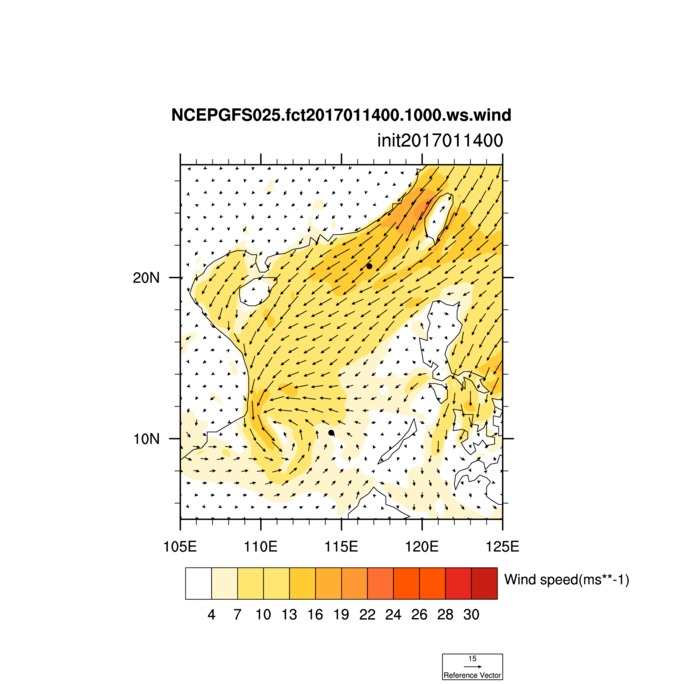 NCEPGFS025.fct2017011400.1000.ws.wind
init2017011400
20N
10N
105E 110E 115E 120E 125E
Wind speed(ms**-1)
4 7 10 13 16 19 22 24 26 28 30
15
Reference Vector